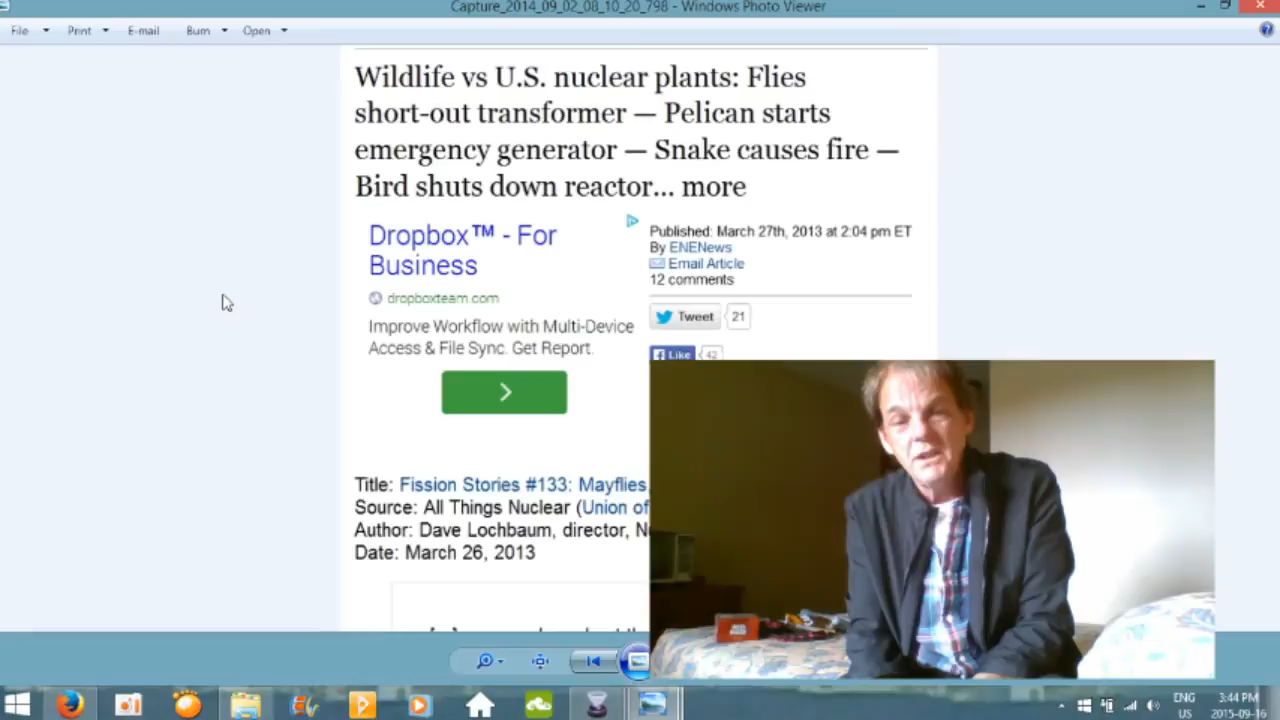 Capture_2014_09_02_08_10_20_798 - Windows Photo Viewer
File Print E-mail Burn Open
Wildlife vs U.S. nuclear plants: Flies
short-out transformer — Pelican starts
emergency generator — Snake causes fire —
Bird shuts down reactor... more
Dropbox™ - For
Business
dropboxteam.com
Improve Workflow with Multi-Device
Access & File Sync. Get Report.
Published: March 27th, 2013 at 2:04 pm ET
By ENENews
Email Article
12 comments
Tweet 21
Like 42
Title: Fission Stories #133: Mayflies
Source: All Things Nuclear (Union of
Author: Dave Lochbaum, director,
Date: March 26, 2013
ENG 3:44 PM
US 2015-09-16